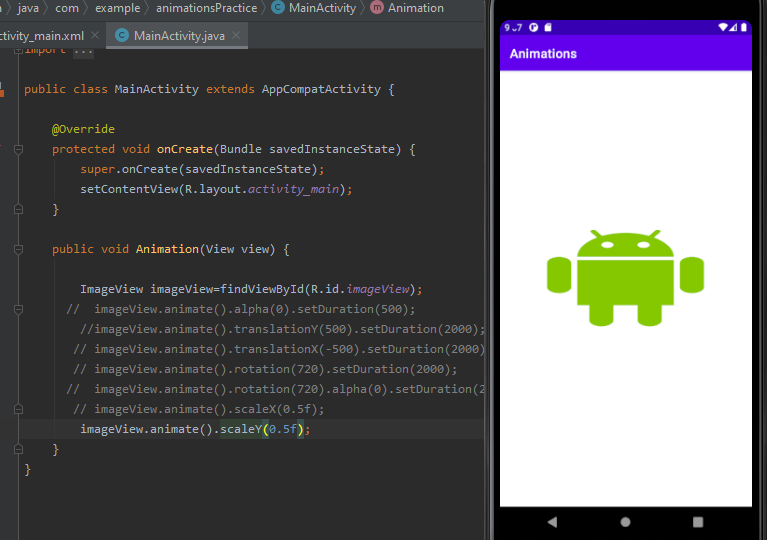 java com example animationsPractice MainActivity Animation
ctivity_main.xml MainActivity.java
import ...
public class MainActivity extends AppCompatActivity {
@Override
protected void onCreate(Bundle savedInstanceState) {
super.onCreate(savedInstanceState);
setContentView(R.layout.activity_main);
}
public void Animation(View view) {
ImageView imageView=findViewById(R.id.imageView);
// imageView.animate().alpha(0).setDuration(500);
//imageView.animate().translationY(500).setDuration(2000);
// imageView.animate().translationX(-500).setDuration(2000)
// imageView.animate().rotation(720).setDuration(2000);
// imageView.animate().rotation(720).alpha(0).setDuration(2
// imageView.animate().scaleX(0.5f);
imageView.animate().scaleY(0.5f);
}
}
Animations